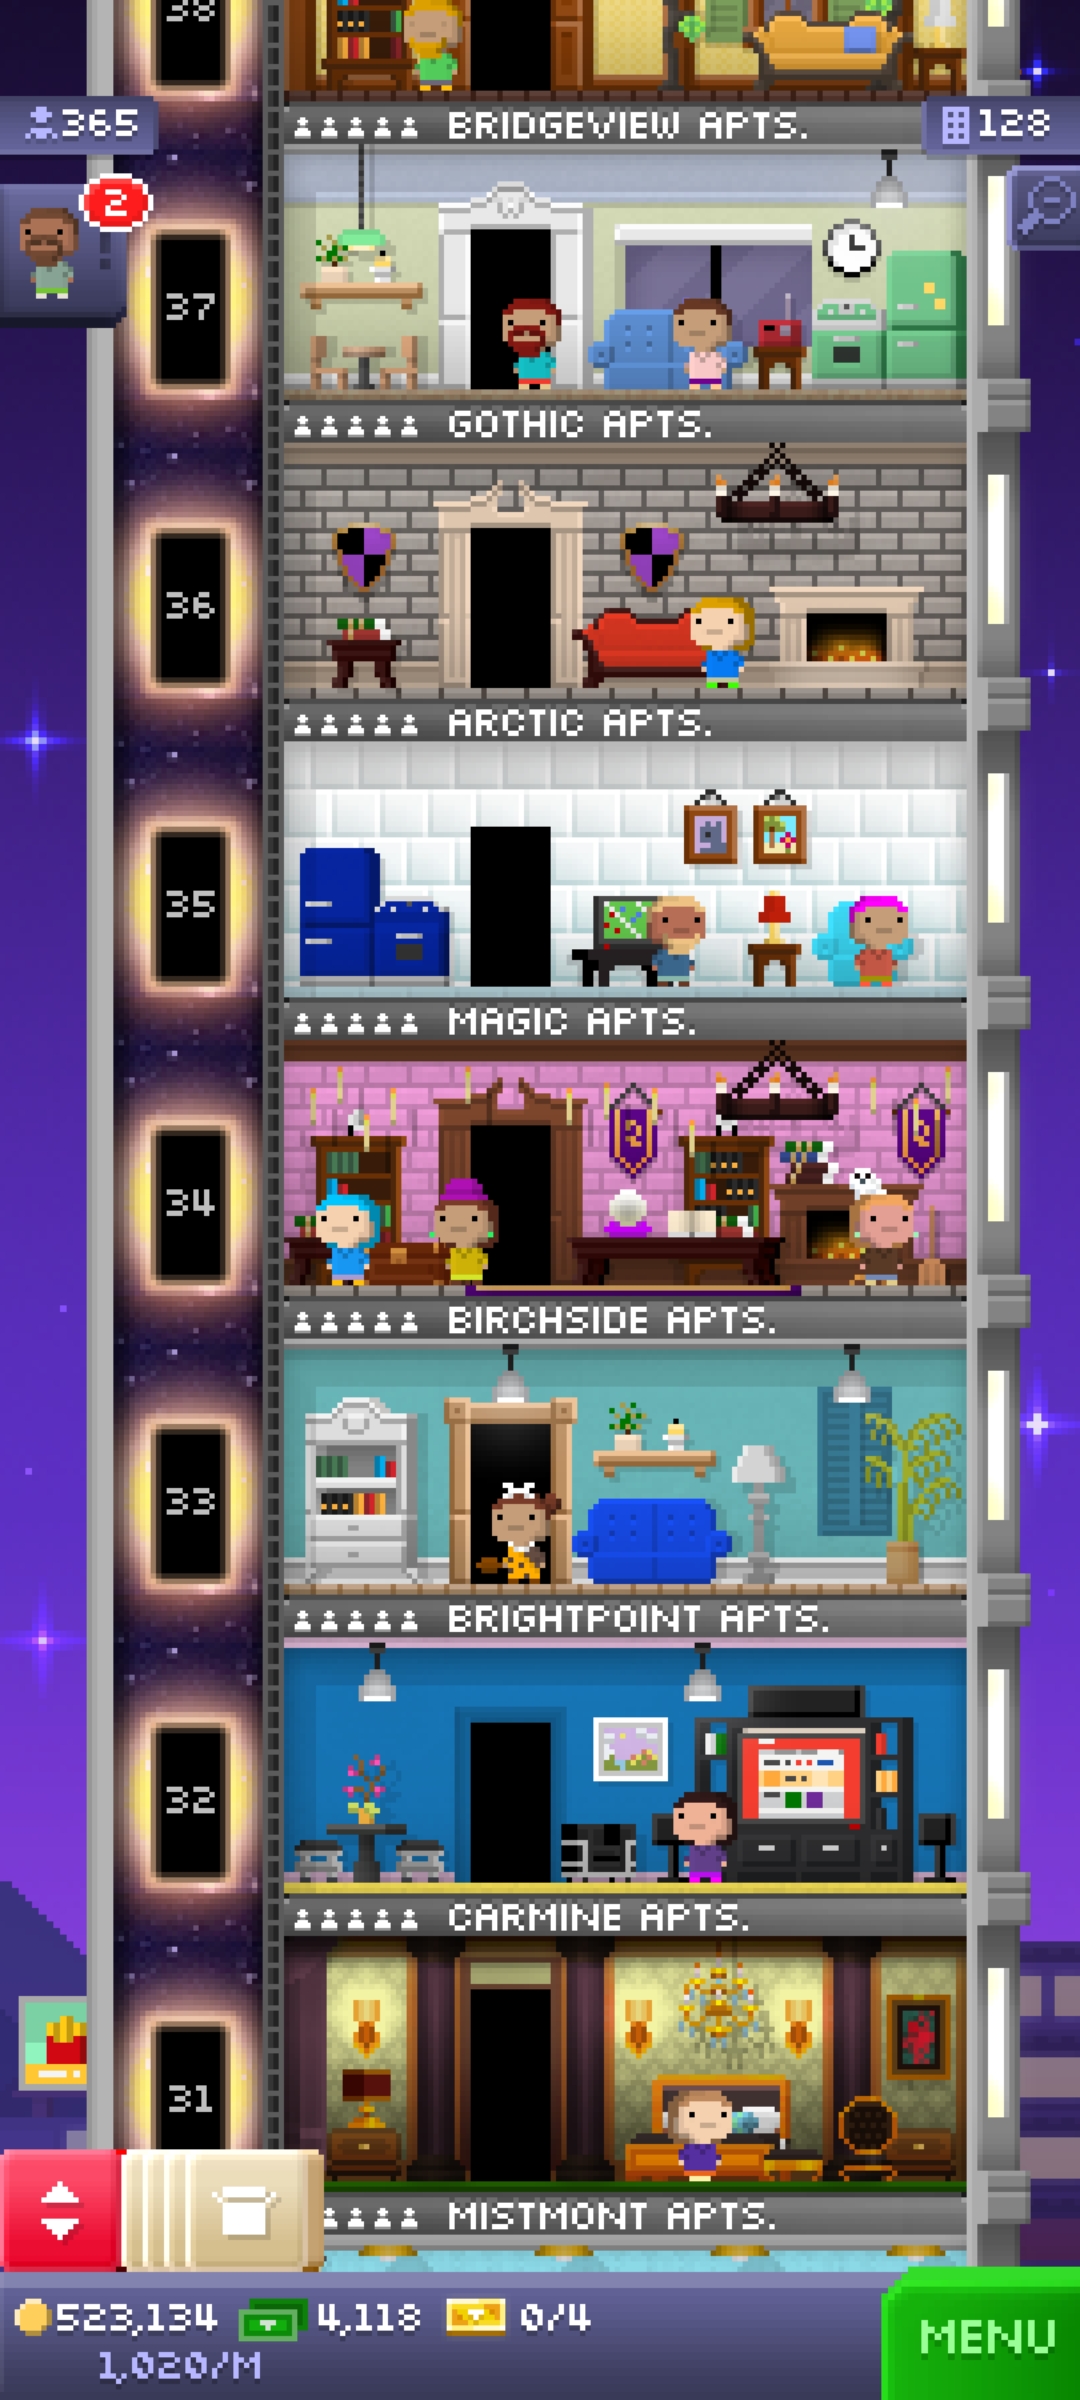 38
365
BRIDGEVIEW APTS.
128
2
37
GOTHIC APTS.
36
ARCTIC APTS.
35
MAGIC APTS.
34
BIRCHSIDE APTS.
33
BRIGHTPOINT APTS.
32
CARMINE APTS.
31
MISTMONT APTS.
523,134 4,118 0/4
1,020/M
MENU